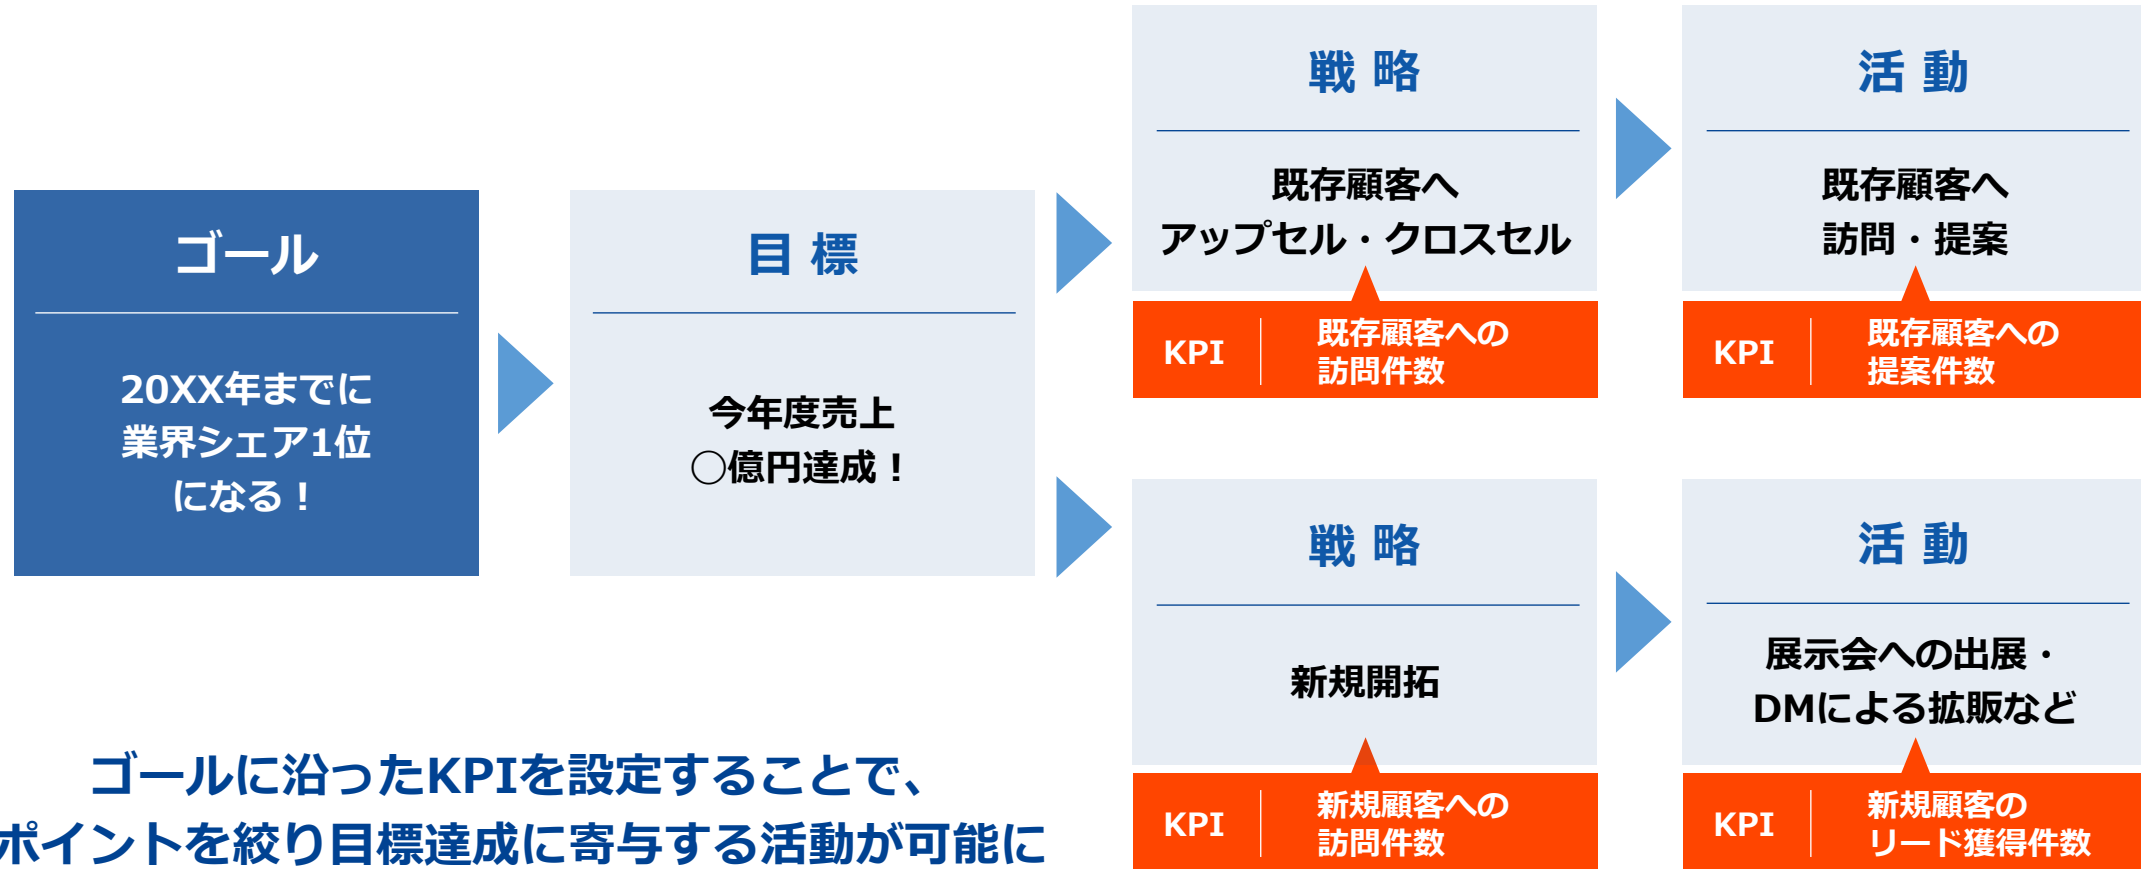 ゴール
20XX年までに
業界シェア1位
になる！
目 標
今年度売上
◯億円達成！
戦 略
既存顧客へ
アップセル・クロスセル
KPI
既存顧客への
訪問件数
活 動
既存顧客へ
訪問・提案
KPI
既存顧客への
提案件数
戦 略
新規開拓
KPI
新規顧客への
訪問件数
活 動
展示会への出展・
DMによる拡販など
KPI
新規顧客の
リード獲得件数
ゴールに沿ったKPIを設定することで、
ポイントを絞り目標達成に寄与する活動が可能に